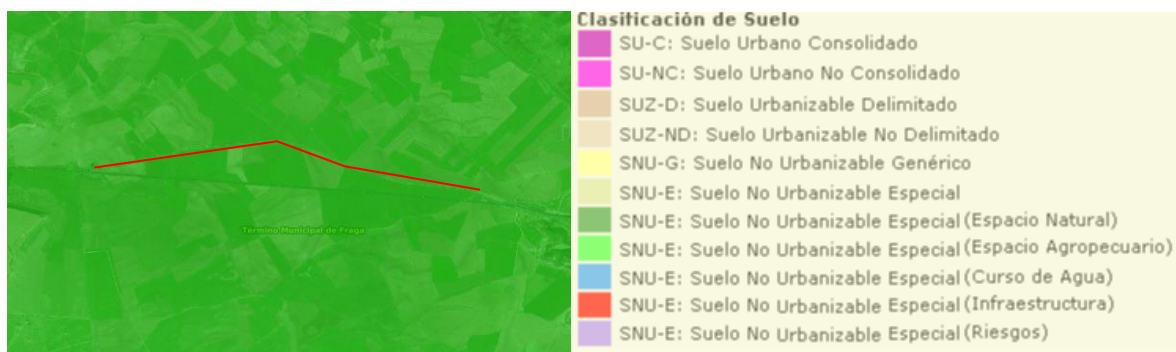 Término Municipal de Fraga
Clasificación de Suelo
SU-C: Suelo Urbano Consolidado
SU-NC: Suelo Urbano No Consolidado
SUZ-D: Suelo Urbanizable Delimitado
SUZ-ND: Suelo Urbanizable No Delimitado
SNU-G: Suelo No Urbanizable Genérico
SNU-E: Suelo No Urbanizable Especial
SNU-E: Suelo No Urbanizable Especial (Espacio Natural)
SNU-E: Suelo No Urbanizable Especial (Espacio Agropecuario)
SNU-E: Suelo No Urbanizable Especial (Curso de Agua)
SNU-E: Suelo No Urbanizable Especial (Infraestructura)
SNU-E: Suelo No Urbanizable Especial (Riesgos)